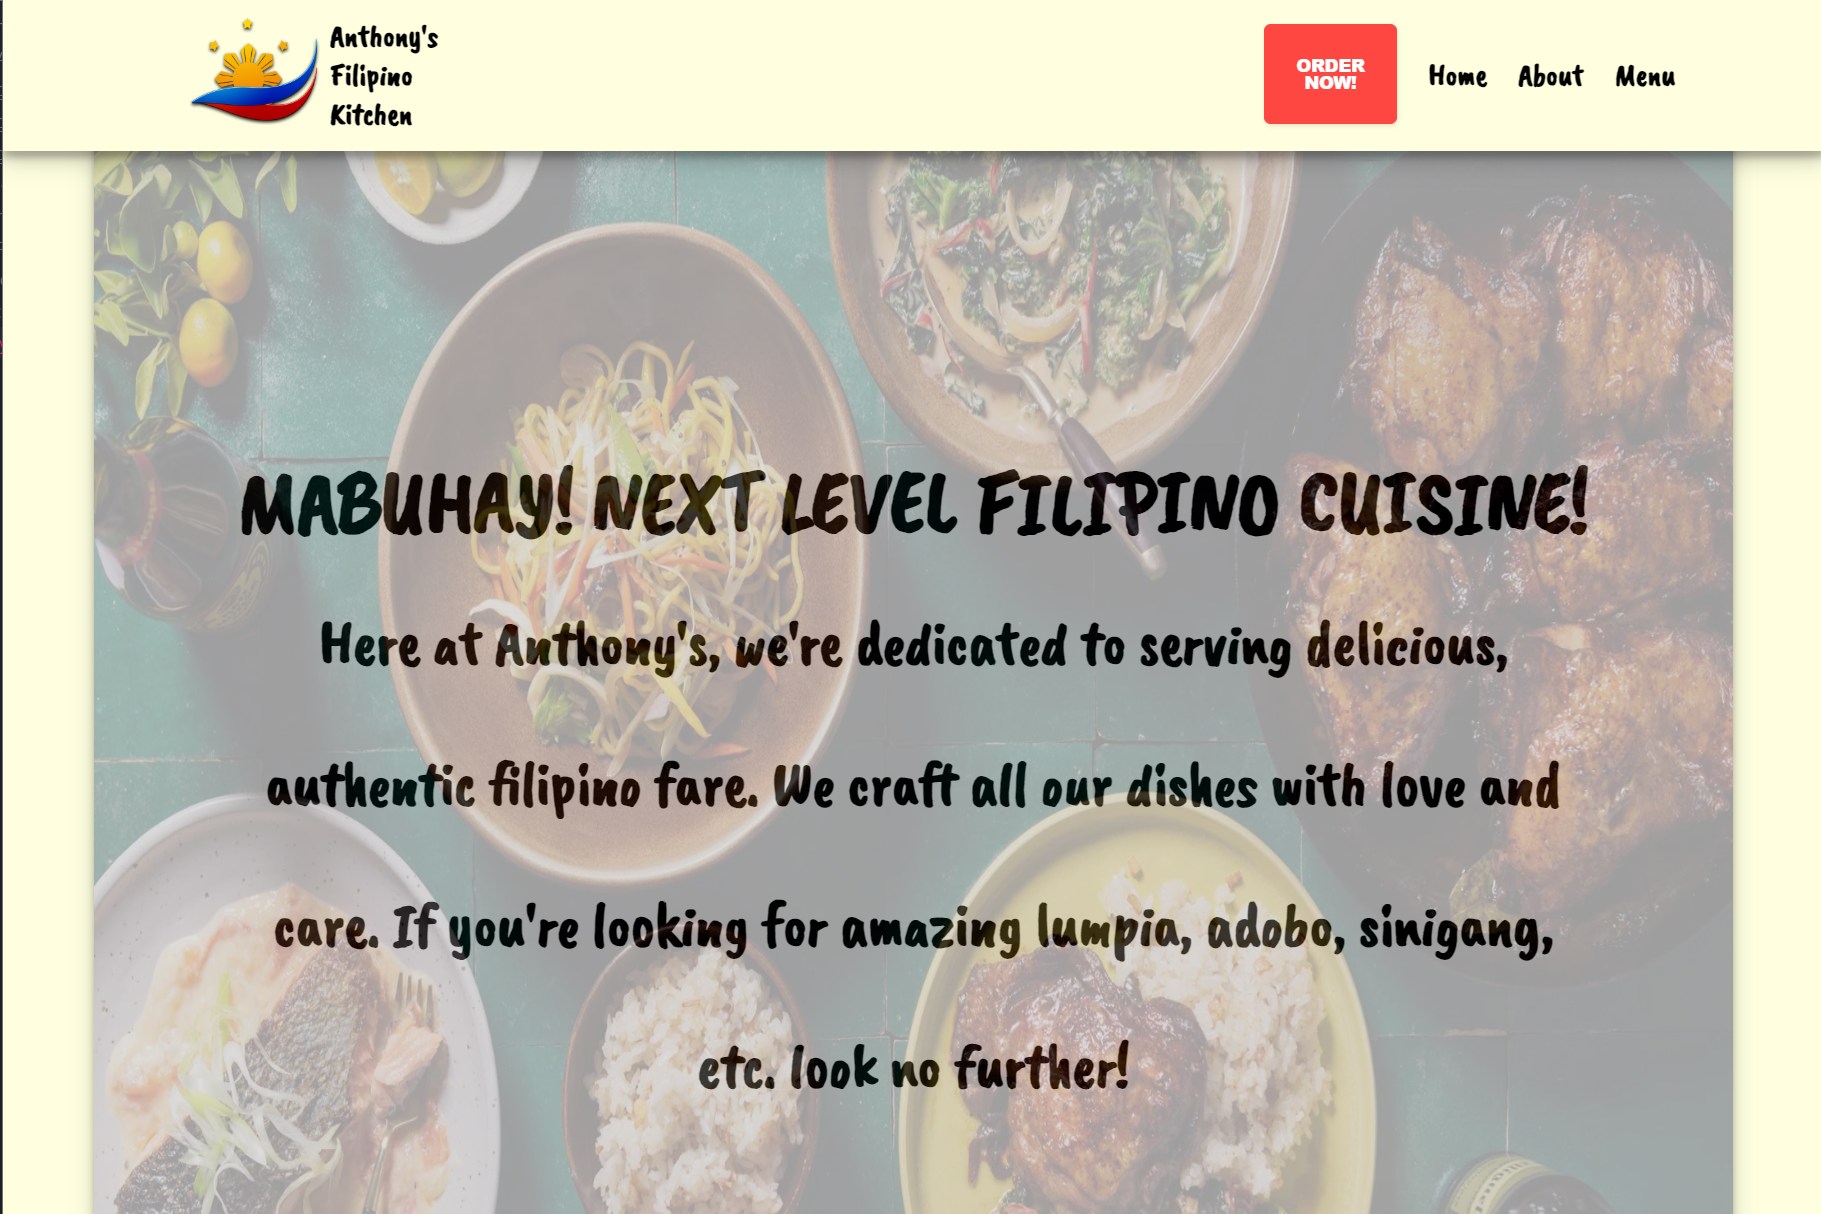 Anthony's
Filipino
Kitchen
ORDER
NOW!
Home About Menu
MABUHAY! NEXT LEVEL FILIPINO CUISINE!
Here at Anthony's, we're dedicated to serving delicious,
authentic filipino fare. We craft all our dishes with love and
care. If you're looking for amazing lumpia, adobo, sinigang,
etc. look no further!